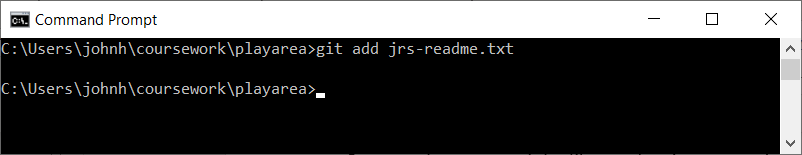 Command Prompt
C:\Users\johnh\coursework\playarea>git add jrs-readme.txt
C:\Users\johnh\coursework\playarea>